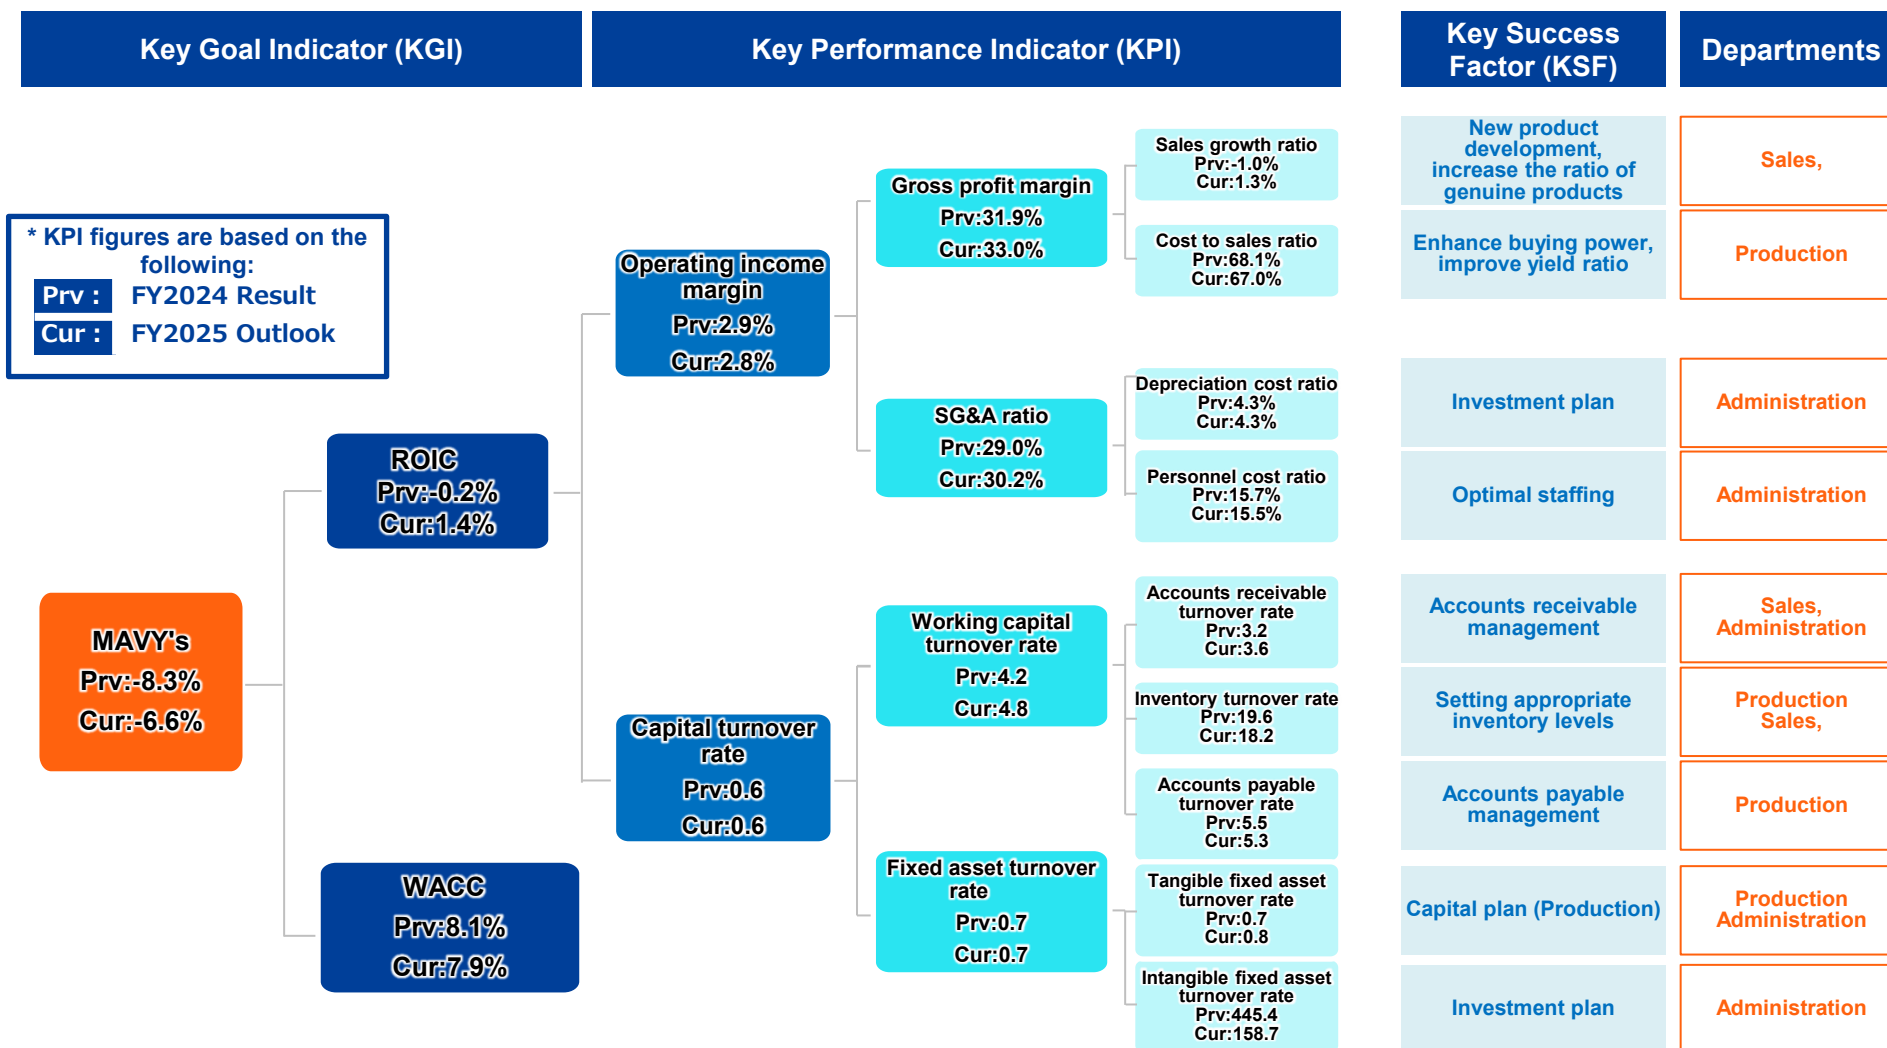 Key Goal Indicator (KGI)
Key Performance Indicator (KPI)
Key Success
Factor (KSF)
Departments
* KPI figures are based on the
following:
Prv : FY2024 Result
Cur : FY2025 Outlook
MAVY's
Prv:-8.3%
Cur:-6.6%
ROIC
Prv:-0.2%
Cur:1.4%
WACC
Prv:8.1%
Cur:7.9%
Operating income
margin
Prv:2.9%
Cur:2.8%
Capital turnover
rate
Prv:0.6
Cur:0.6
Gross profit margin
Prv:31.9%
Cur:33.0%
SG&A ratio
Prv:29.0%
Cur:30.2%
Working capital
turnover rate
Prv:4.2
Cur:4.8
Fixed asset turnover
rate
Prv:0.7
Cur:0.7
Sales growth ratio
Prv:-1.0%
Cur:1.3%
Cost to sales ratio
Prv:68.1%
Cur:67.0%
Depreciation cost ratio
Prv:4.3%
Cur:4.3%
Personnel cost ratio
Prv:15.7%
Cur:15.5%
Accounts receivable
turnover rate
Prv:3.2
Cur:3.6
Inventory turnover rate
Prv:19.6
Cur:18.2
Accounts payable
turnover rate
Prv:5.5
Cur:5.3
Tangible fixed asset
turnover rate
Prv:0.7
Cur:0.8
Intangible fixed asset
turnover rate
Prv:445.4
Cur:158.7
New product
development,
increase the ratio of
genuine products
Sales,
Enhance buying power,
improve yield ratio
Production
Investment plan
Administration
Optimal staffing
Administration
Accounts receivable
management
Sales,
Administration
Setting appropriate
inventory levels
Production
Sales,
Accounts payable
management
Production
Capital plan (Production)
Production
Administration
Investment plan
Administration